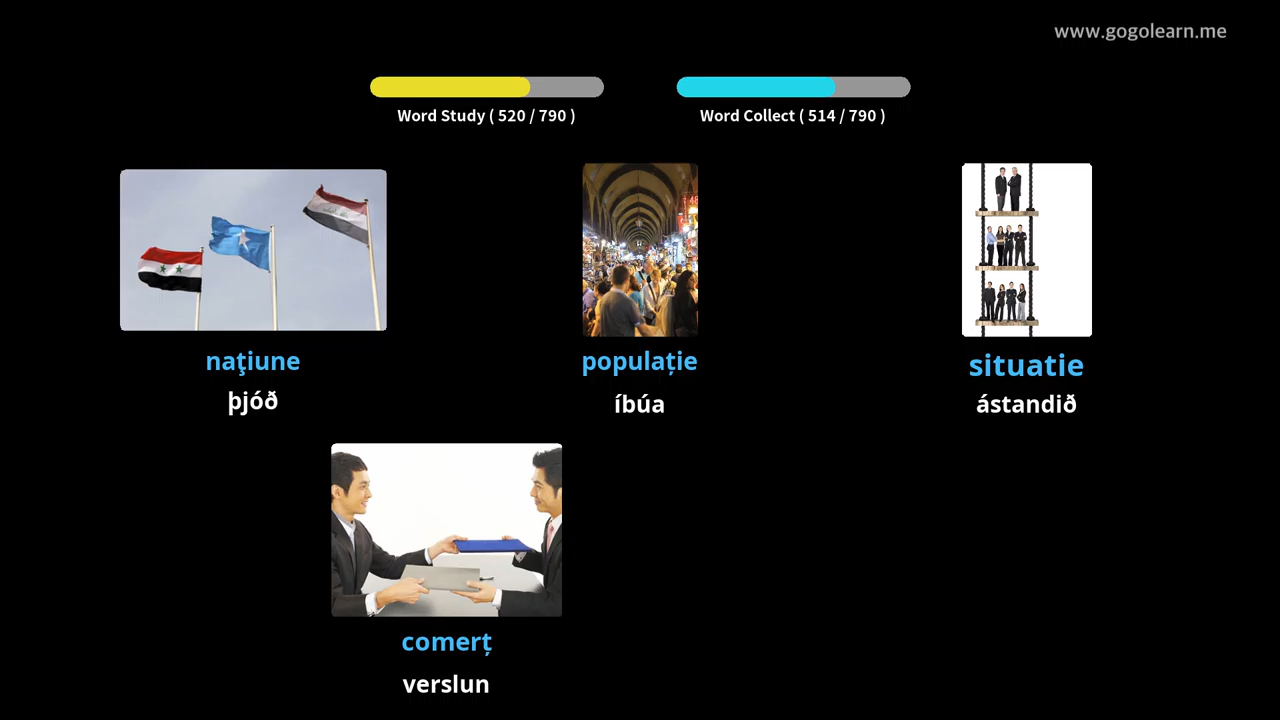 www.gogolearn.me
Word Study ( 520 / 790 )
Word Collect ( 514 / 790 )
naţiune
populație
situatie
þjóð
íbúa
ástandið
comerț
verslun